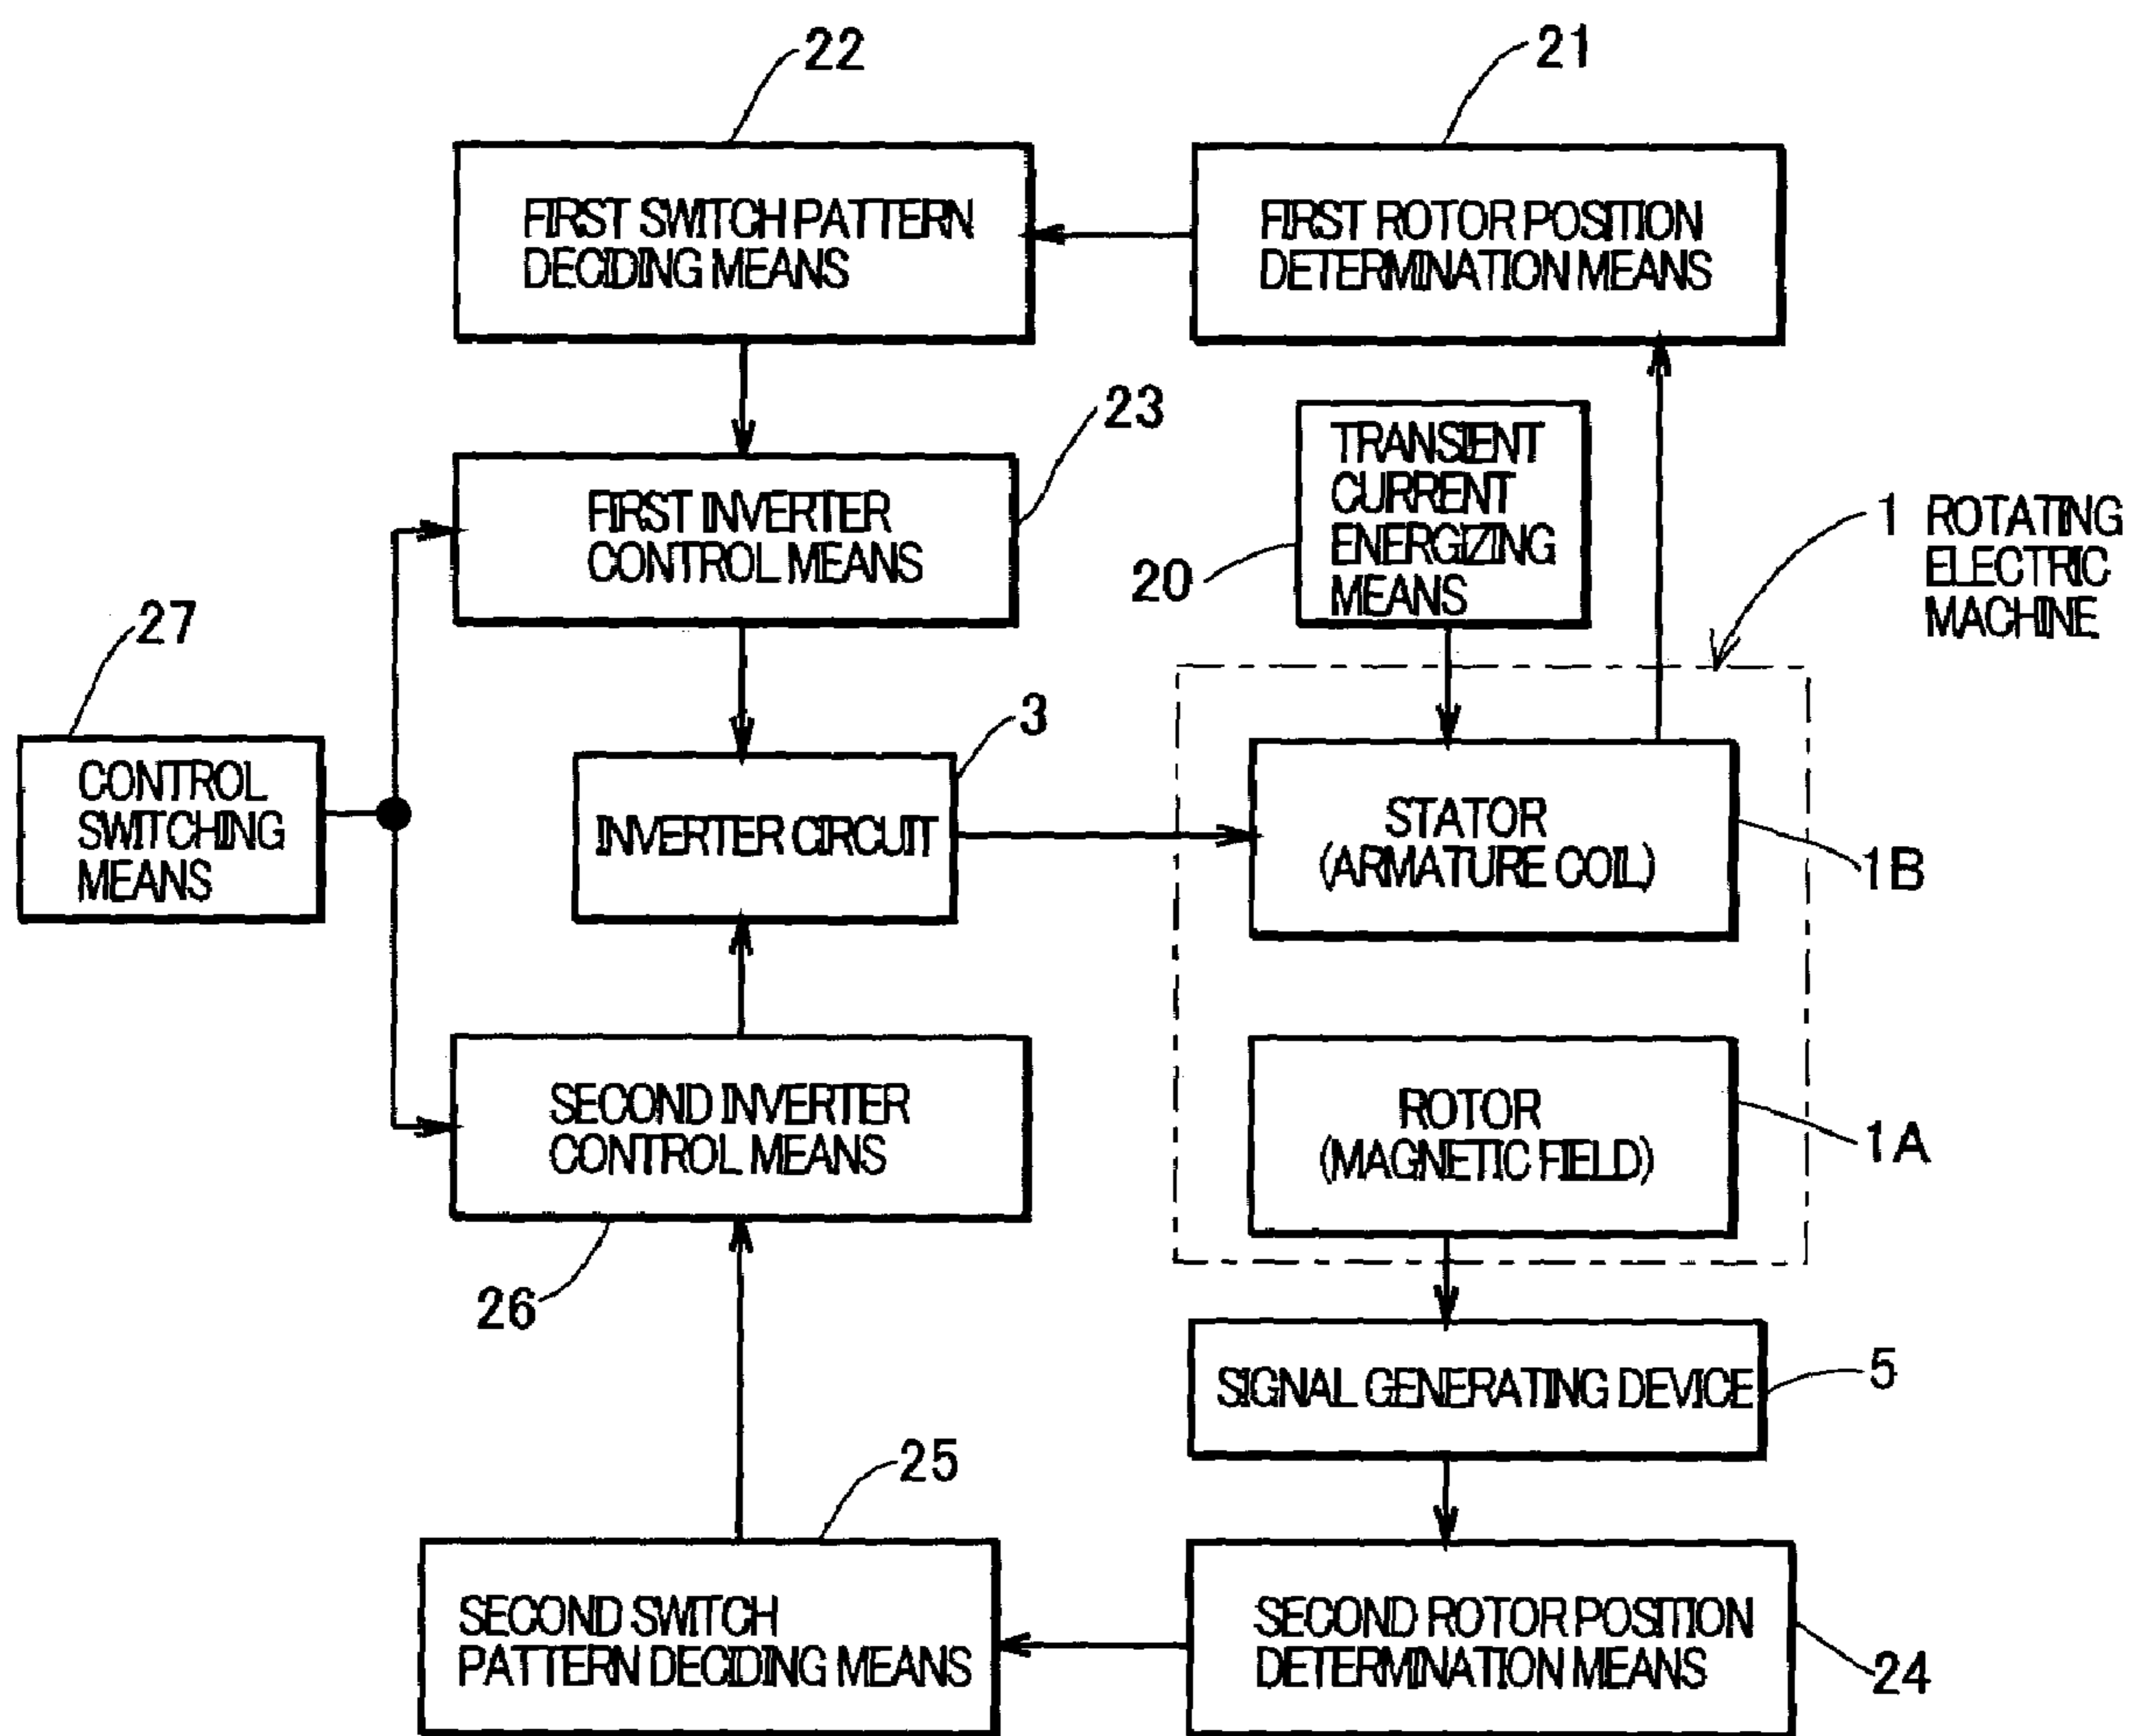 22
21
FIRST SWITCH PATTERN
DECIDING MEANS
FIRST ROTOR POSITION
DETERMINATION MEANS
23
TRANSIENT
CURRENT
ENERGIZING
MEANS
20
FIRST INVERTER
CONTROL MEANS
1 ROTATING
ELECTRIC
MACHINE
27
CONTROL
SWITCHING
MEANS
3
INVERTER CIRCUIT
STATOR
(ARMATURE COIL)
1B
SECOND INVERTER
CONTROL MEANS
26
ROTOR
(MAGNETIC FIELD)
1A
SIGNAL GENERATING DEVICE
5
25
SECOND SWITCH
PATTERN DECIDING MEANS
SECOND ROTOR POSITION
DETERMINATION MEANS
24